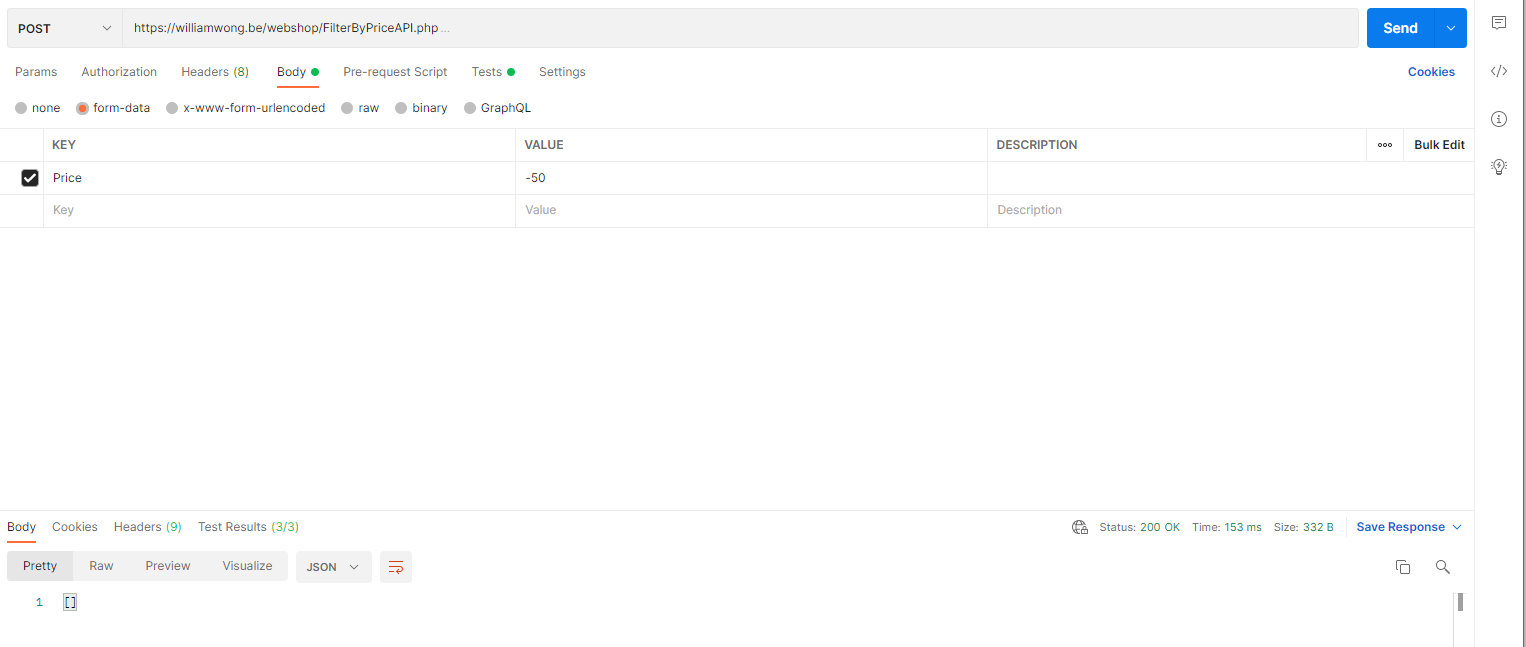 POST https://williamwong.be/webshop/FilterByPriceAPI.php ... Send
Params Authorization Headers (8) Body Pre-request Script Tests Settings Cookies
none form-data x-www-form-urlencoded raw binary GraphQL
KEY VALUE DESCRIPTION ooo Bulk Edit
Price -50
Key Value Description
Body Cookies Headers (9) Test Results (3/3) Status: 200 OK Time: 153 ms Size: 332 B Save Response
Pretty Raw Preview Visualize JSON
1 []